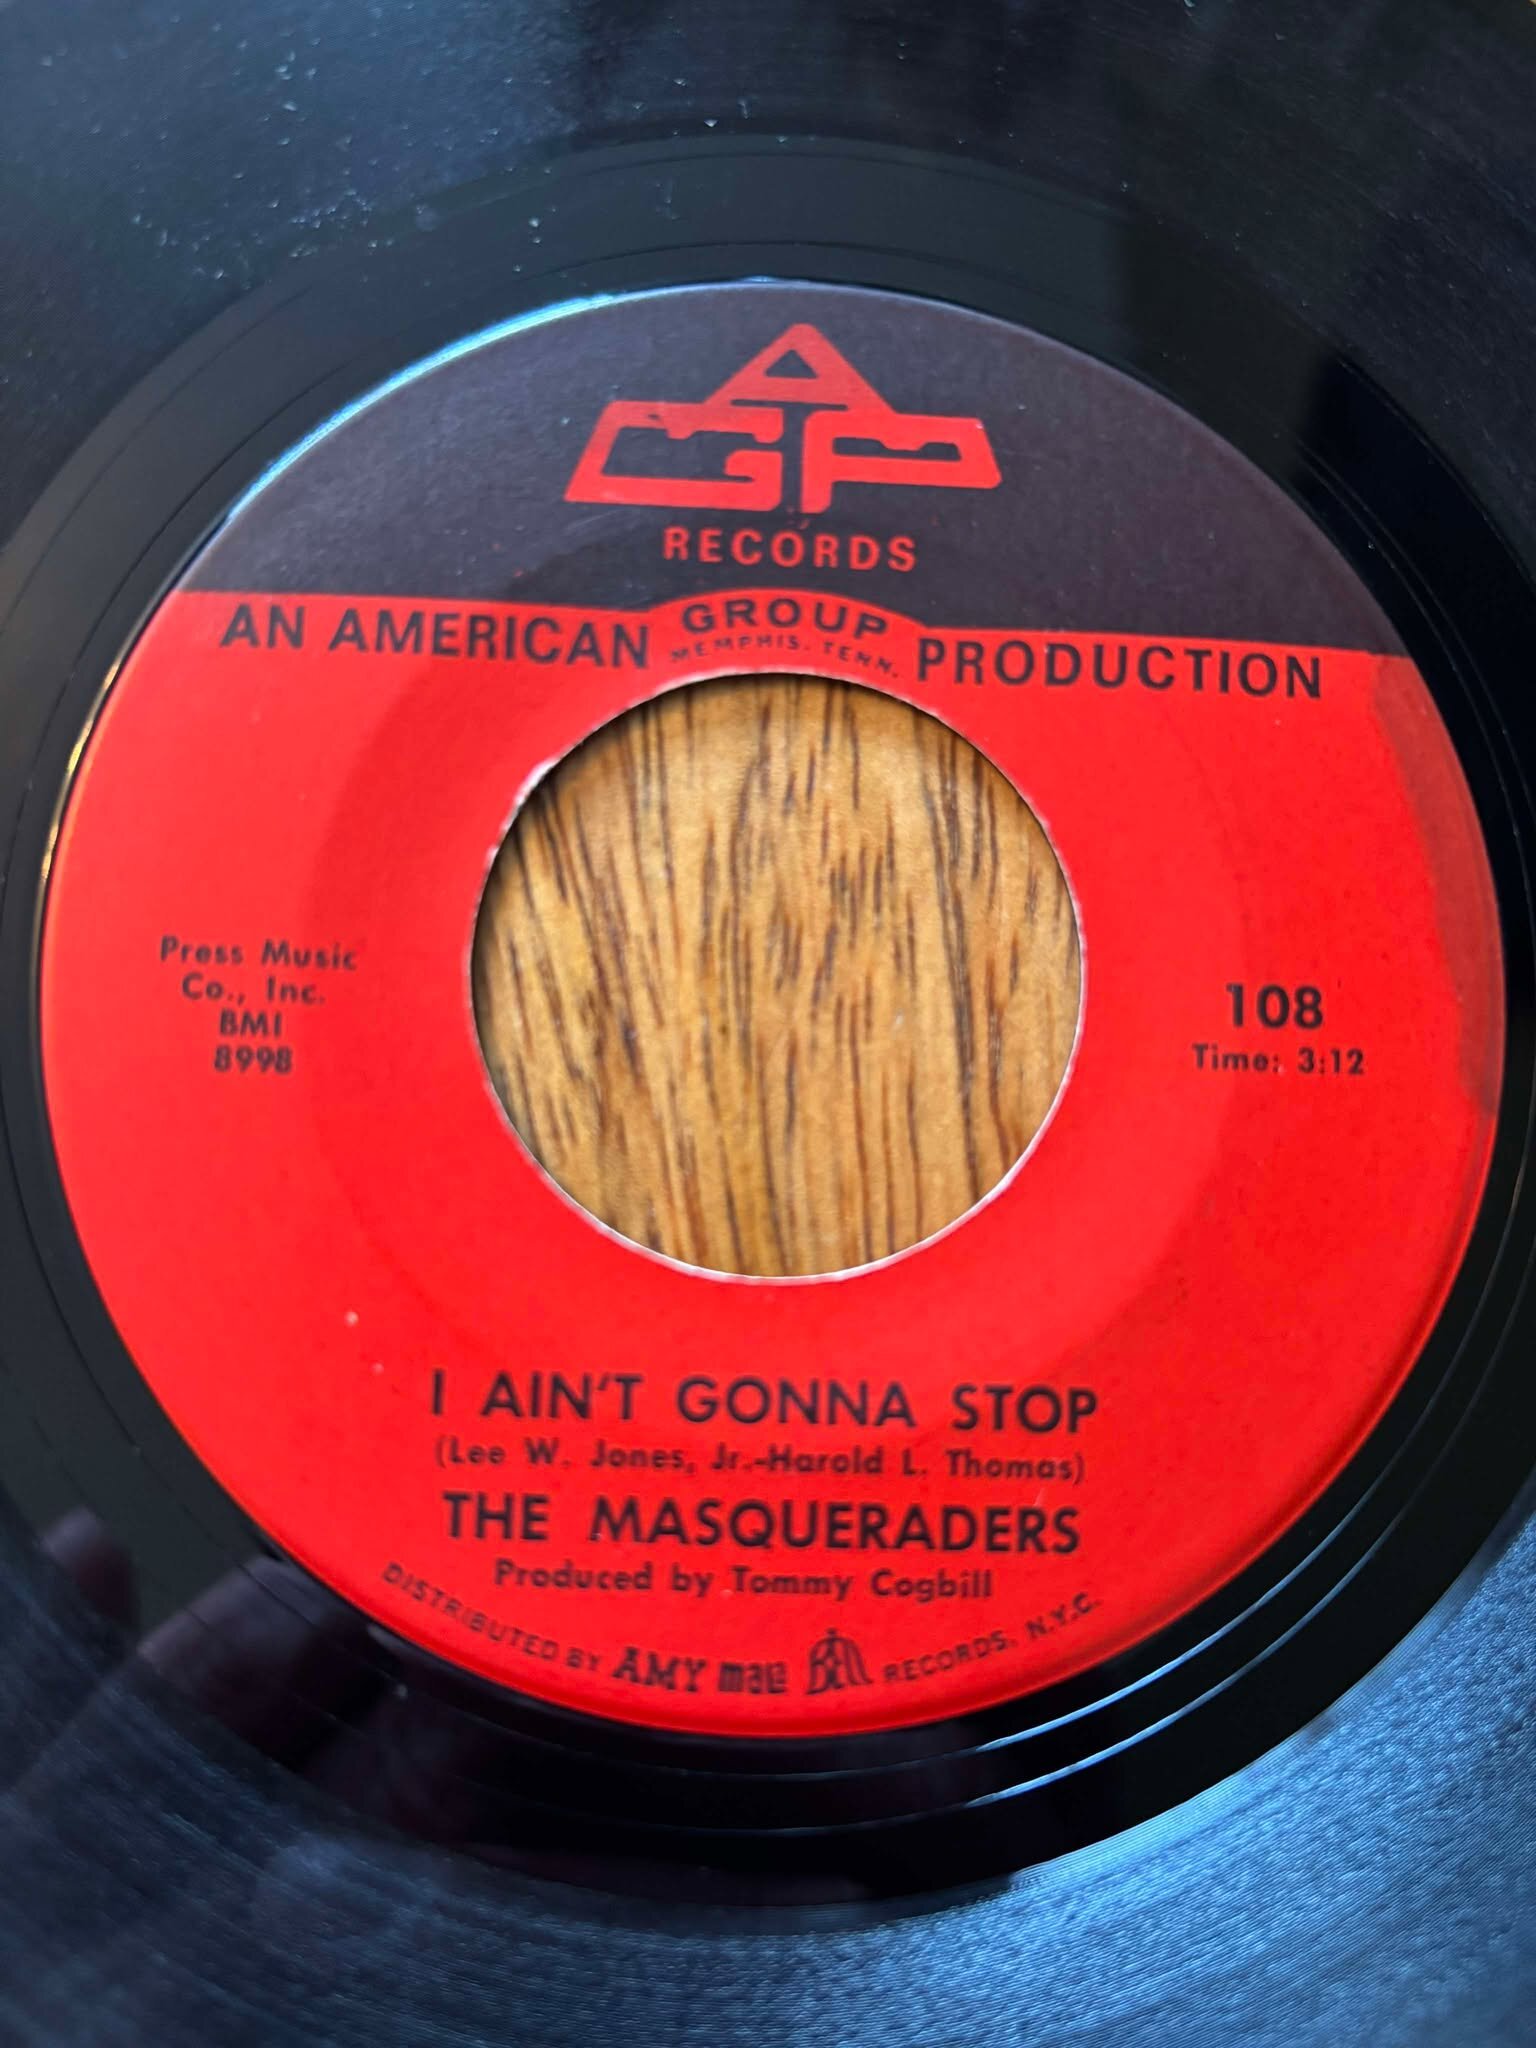 AGP
RECORDS
AN AMERICAN GROUP PRODUCTION
MEMPHIS, TENN.
Press Music
Co., Inc.
BMI
8998
108
Time: 3:12
I AIN'T GONNA STOP
(Lee W. Jones, Jr.-Harold L. Thomas)
THE MASQUERADERS
Produced by Tommy Cogbill
DISTRIBUTED BY AMY mala BELL RECORDS, N.Y.C.